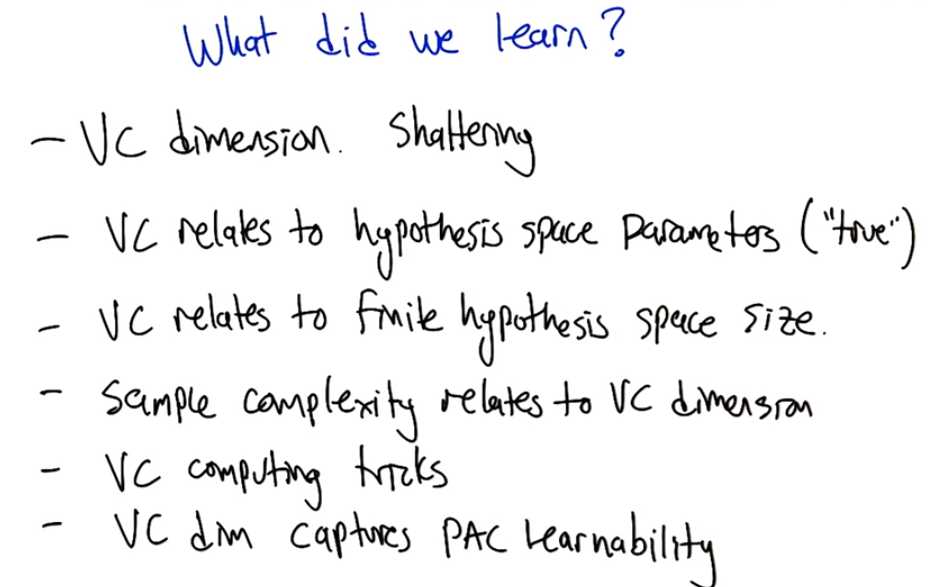 What did we learn?
- VC dimension. Shattering
- VC relates to hypothesis space parameters ("true")
- VC relates to finite hypothesis space size.
- Sample complexity relates to VC dimension
- VC computing tricks
- VC dim captures PAC learnability